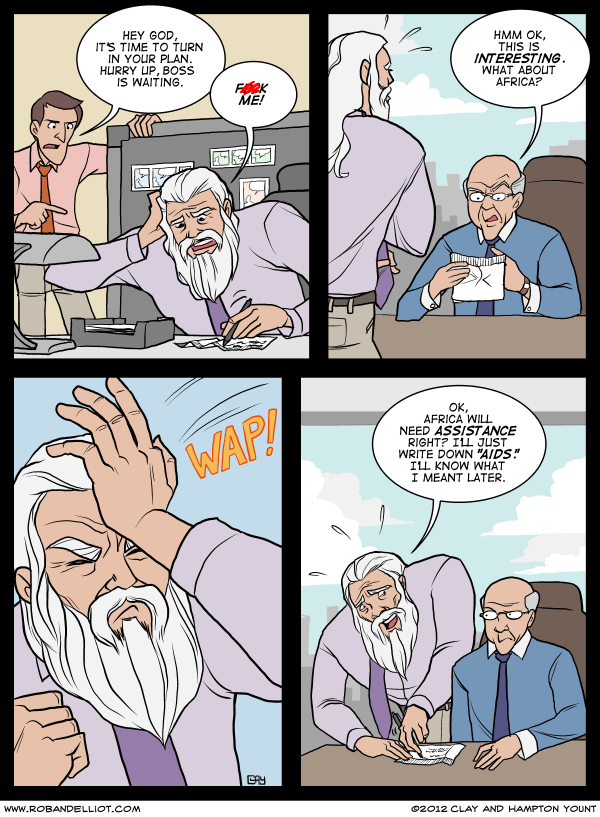 HEY GOD,
IT'S TIME TO TURN
IN YOUR PLAN.
HURRY UP, BOSS
IS WAITING.
F K
ME!
HMM OK,
THIS IS
INTERESTING.
WHAT ABOUT
AFRICA?
WAP!
OK,
AFRICA WILL
NEED ASSISTANCE
RIGHT? I'LL JUST
WRITE DOWN "AIDS."
I'LL KNOW WHAT
I MEANT LATER.
CLAY
WWW.ROBANDELLIOT.COM
©2012 CLAY AND HAMPTON YOUNT